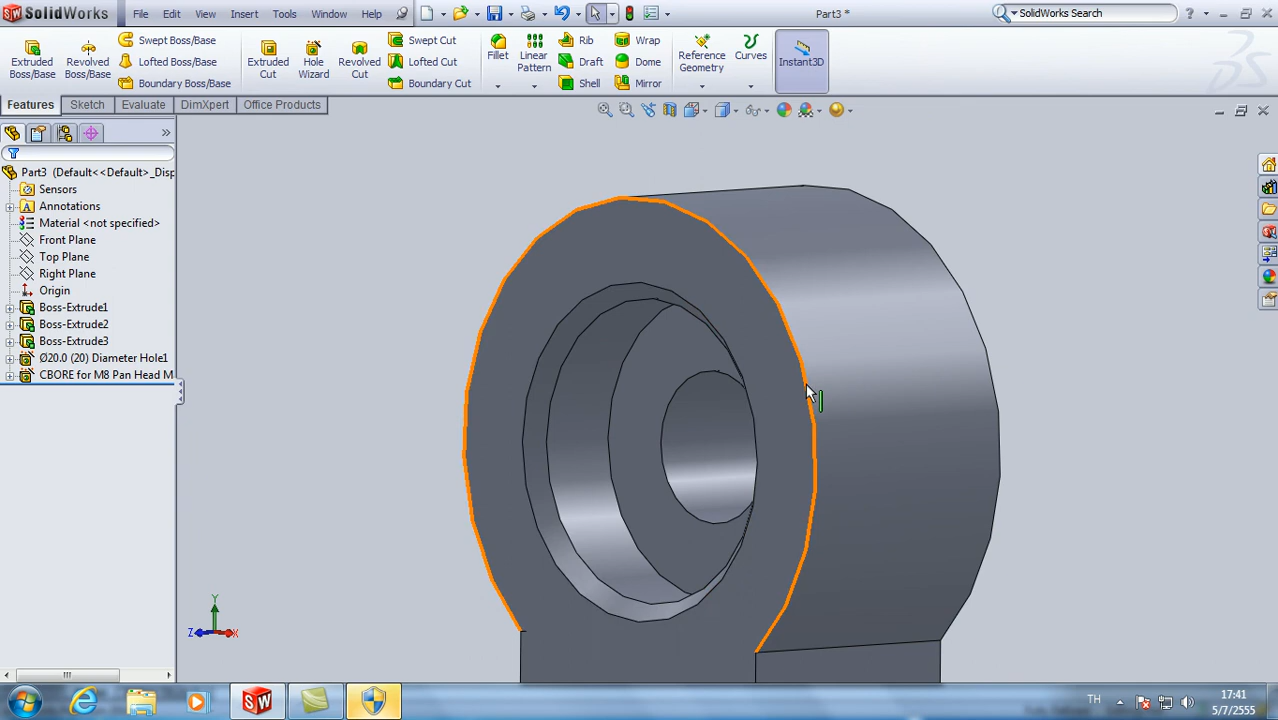 SolidWorks File Edit View Insert Tools Window Help Part3 * SolidWorks Search ?
Extruded Boss/Base
Revolved Boss/Base
Swept Boss/Base
Lofted Boss/Base
Boundary Boss/Base
Extruded Cut
Hole Wizard
Revolved Cut
Swept Cut
Lofted Cut
Boundary Cut
Fillet
Linear Pattern
Rib
Draft
Shell
Wrap
Dome
Mirror
Reference Geometry
Curves
Instant3D
Features Sketch Evaluate DimXpert Office Products
Part3 (Default<<Default>_Disp
Sensors
Annotations
Material <not specified>
Front Plane
Top Plane
Right Plane
Origin
Boss-Extrude1
Boss-Extrude2
Boss-Extrude3
Ø20.0 (20) Diameter Hole1
CBORE for M8 Pan Head M
Y
Z X
TH 17:41
5/7/2555